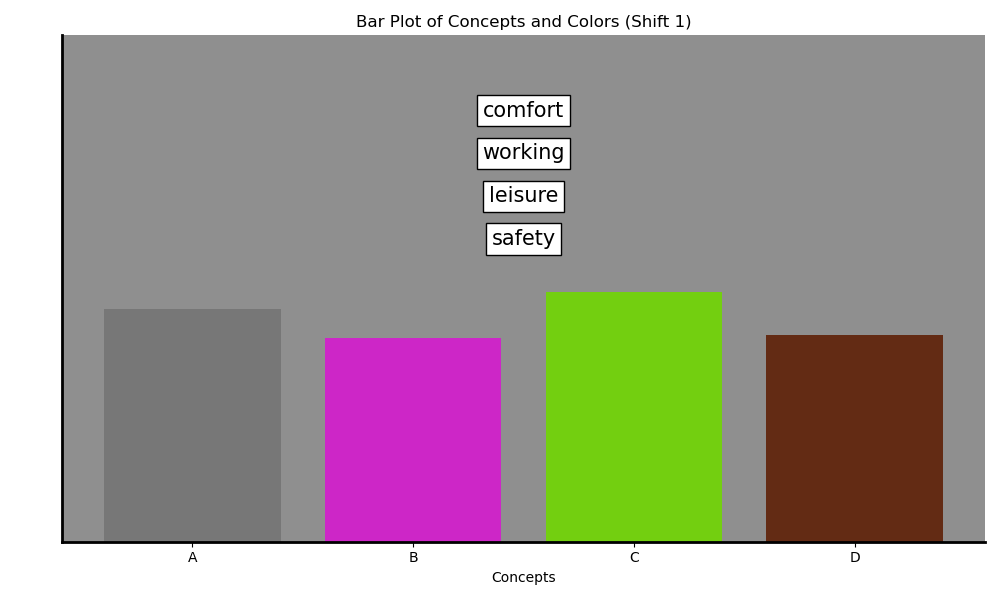 Bar Plot of Concepts and Colors (Shift 1)
comfort
working
leisure
safety
A B C D
Concepts